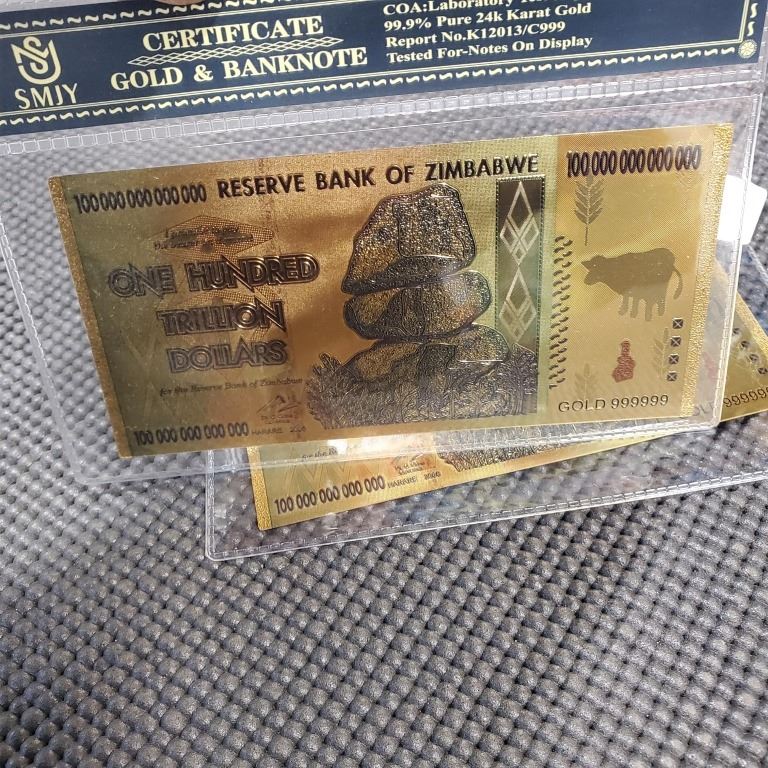 SMJY
CERTIFICATE
GOLD & BANKNOTE
COA:Laboratory
99.9% Pure 24k Karat Gold
Report No.K12013/C999
Tested For-Notes On Display
100 000 000 000 000
RESERVE BANK OF ZIMBABWE
100 000 000 000 000
ONE HUNDRED
TRILLION
DOLLARS
for the Reserve Bank of Zimbabwe
100 000 000 000 000
HARARE
GOLD 999999
for the
100 000 000 000 000
HARARE